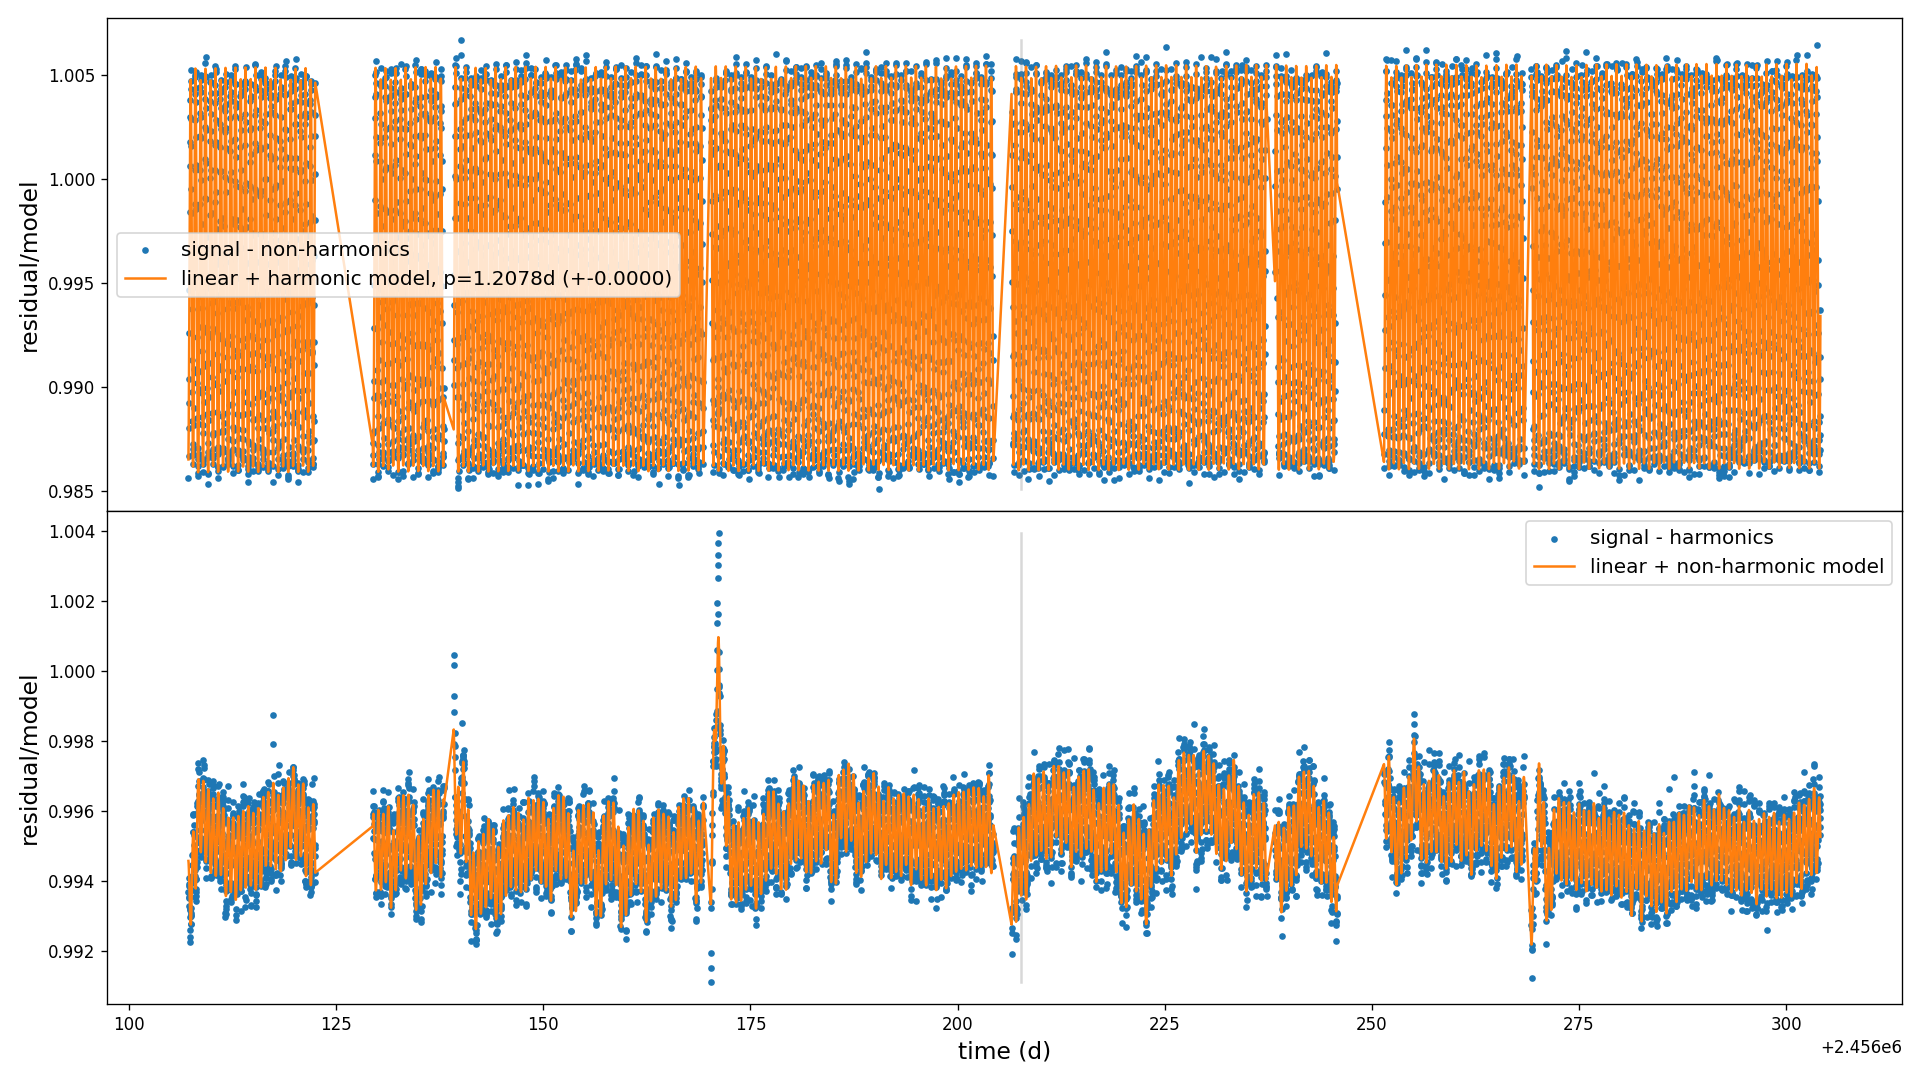 residual/model
1.005
1.000
0.995
0.990
0.985
signal - non-harmonics
linear + harmonic model, p=1.2078d (+-0.0000)
residual/model
1.004
1.002
1.000
0.998
0.996
0.994
0.992
signal - harmonics
linear + non-harmonic model
100 125 150 175 200 225 250 275 300
time (d)
+2.456e6